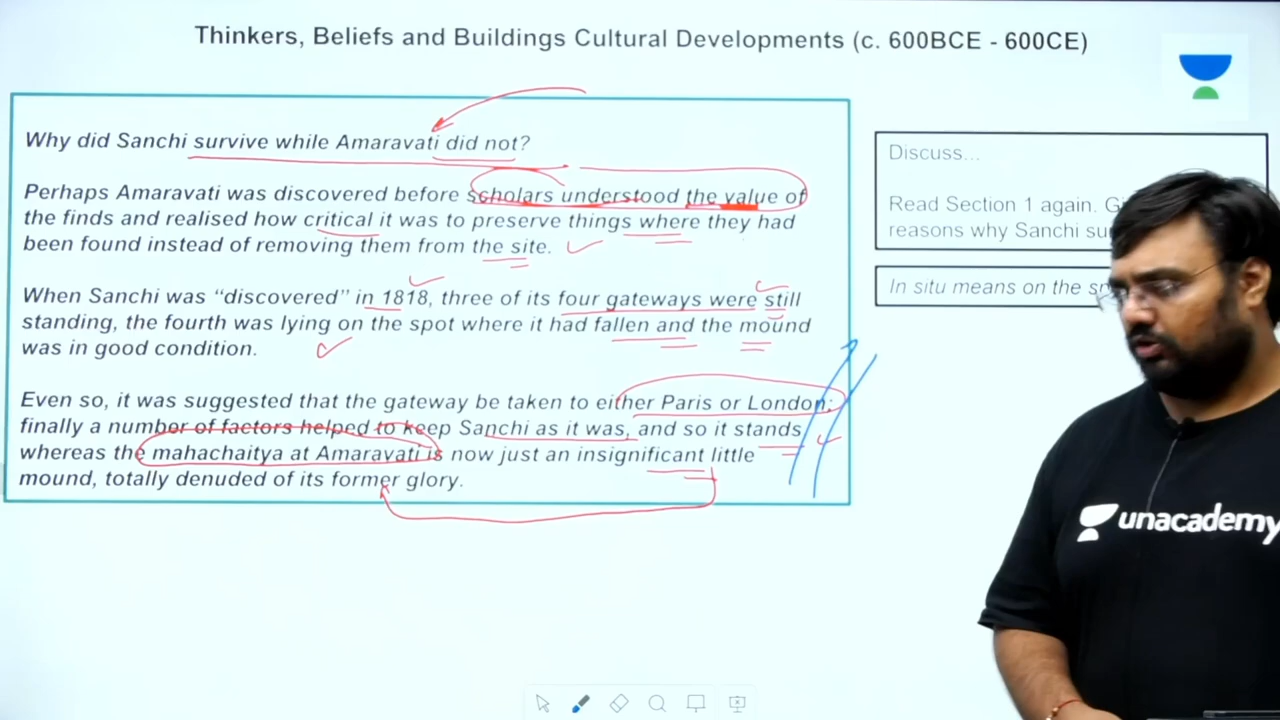 Thinkers, Beliefs and Buildings Cultural Developments (c. 600BCE - 600CE)
Why did Sanchi survive while Amaravati did not?
Perhaps Amaravati was discovered before scholars understood the value of
the finds and realised how critical it was to preserve things where they had
been found instead of removing them from the site.
When Sanchi was “discovered” in 1818, three of its four gateways were still
standing, the fourth was lying on the spot where it had fallen and the mound
was in good condition.
Even so, it was suggested that the gateway be taken to either Paris or London;
finally a number of factors helped to keep Sanchi as it was, and so it stands
whereas the mahachaitya at Amaravati is now just an insignificant little
mound, totally denuded of its former glory.
Discuss...
Read Section 1 again.
reasons why Sanchi
In situ means on the
unacademy